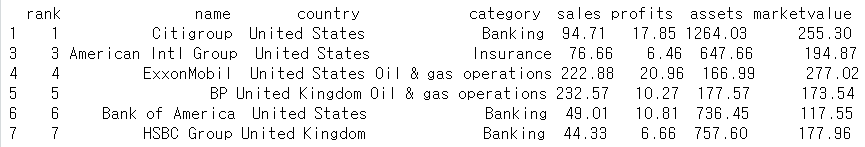 rank name country category sales profits assets marketvalue
1 1 Citigroup United States Banking 94.71 17.85 1264.03 255.30
3 3 American Intl Group United States Insurance 76.66 6.46 647.66 194.87
4 4 ExxonMobil United States Oil & gas operations 222.88 20.96 166.99 277.02
5 5 BP United Kingdom Oil & gas operations 232.57 10.27 177.57 173.54
6 6 Bank of America United States Banking 49.01 10.81 736.45 117.55
7 7 HSBC Group United Kingdom Banking 44.33 6.66 757.60 177.96